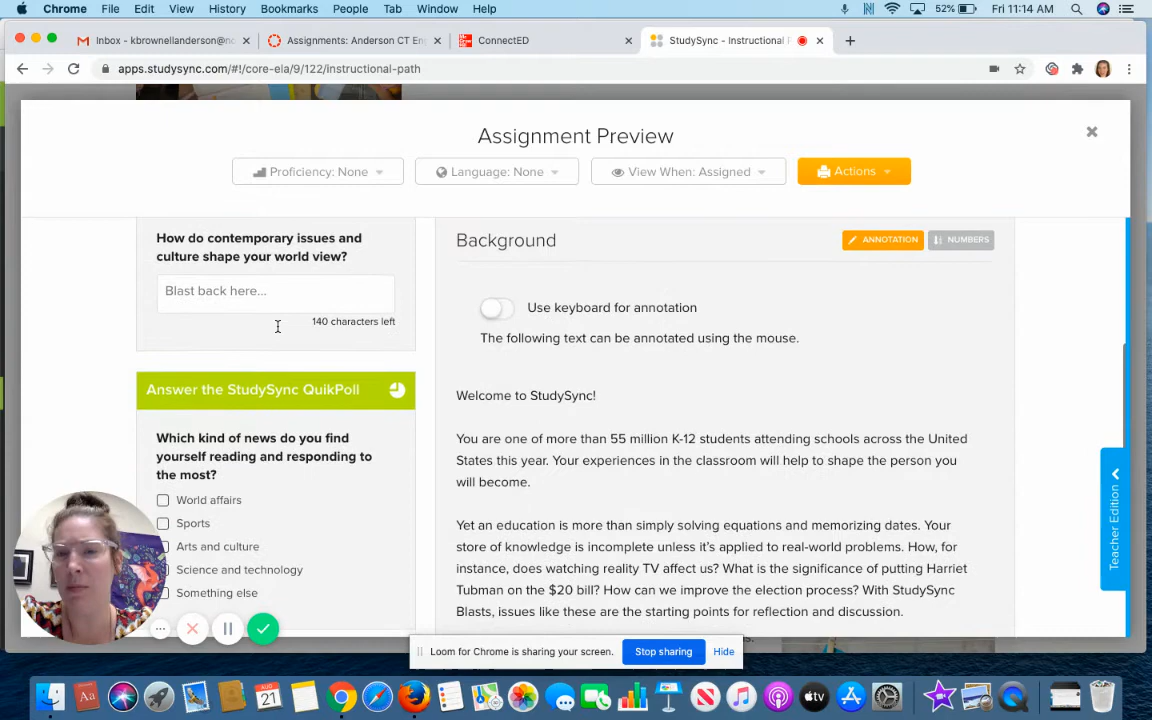 Chrome File Edit View History Bookmarks People Tab Window Help 52% Fri 11:14 AM
Inbox - kbrownellanderson@nc
Assignments: Anderson CT En
ConnectED
StudySync - Instructional P
apps.studysync.com/#!/core-ela/9/122/instructional-path
Assignment Preview
Proficiency: None
Language: None
View When: Assigned
Actions
How do contemporary issues and
culture shape your world view?
Blast back here...
140 characters left
Answer the StudySync QuikPoll
Which kind of news do you find
yourself reading and responding to
the most?
World affairs
Sports
Arts and culture
Science and technology
Something else
Background
ANNOTATION
NUMBERS
Use keyboard for annotation
The following text can be annotated using the mouse.
Welcome to StudySync!
You are one of more than 55 million K-12 students attending schools across the United
States this year. Your experiences in the classroom will help to shape the person you
will become.
Yet an education is more than simply solving equations and memorizing dates. Your
store of knowledge is incomplete unless it's applied to real-world problems. How, for
instance, does watching reality TV affect us? What is the significance of putting Harriet
Tubman on the $20 bill? How can we improve the election process? With StudySync
Blasts, issues like these are the starting points for reflection and discussion.
Teacher Edition
Loom for Chrome is sharing your screen.
Stop sharing
Hide
AUG
21
tv